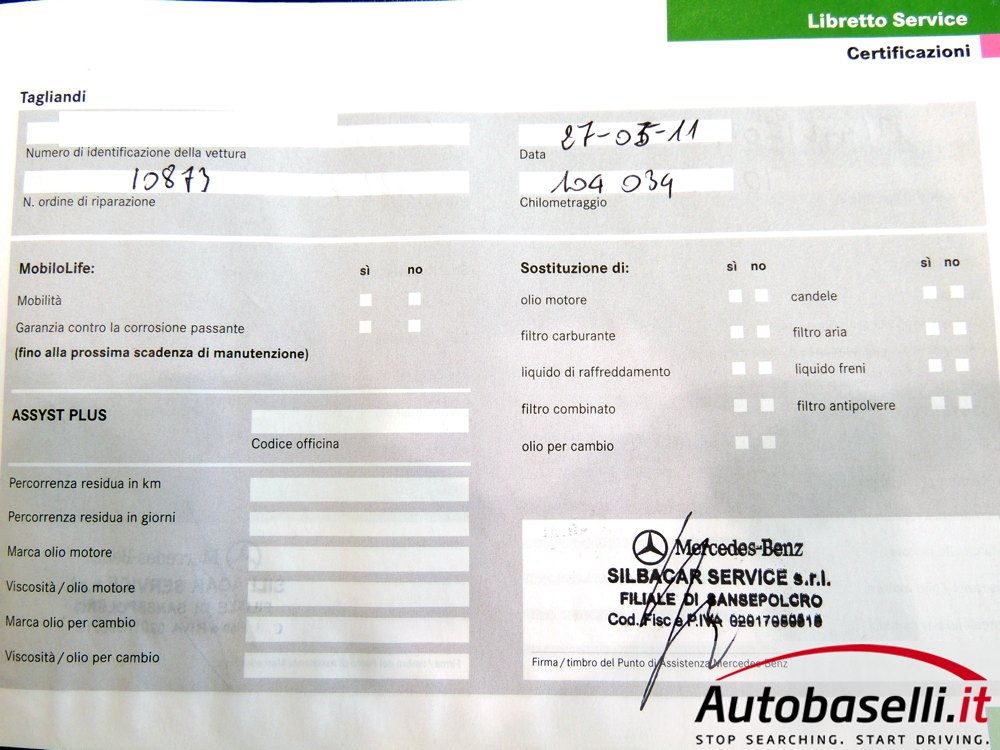 Libretto Service
Certificazioni
Tagliandi
27-05-11
Numero di identificazione della vettura
Data
10873
104 034
N. ordine di riparazione
Chilometraggio
MobiloLife: sì no
Sostituzione di: sì no sì no
Mobilità
olio motore
candele
Garanzia contro la corrosione passante
filtro carburante
filtro aria
(fino alla prossima scadenza di manutenzione)
liquido di raffreddamento
liquido freni
ASSYST PLUS
filtro combinato
filtro antipolvere
Codice officina
olio per cambio
Percorrenza residua in km
Percorrenza residua in giorni
Marca olio motore
Viscosità / olio motore
Marca olio per cambio
Viscosità / olio per cambio
Mercedes-Benz
SILBACAR SERVICE s.r.l.
FILIALE DI SANSEPOLCRO
Cod. Fisc e P.IVA
Firma / timbro del Punto di Assistenza Mercedes Benz
Autobaselli.it
STOP SEARCHING. START DRIVING.